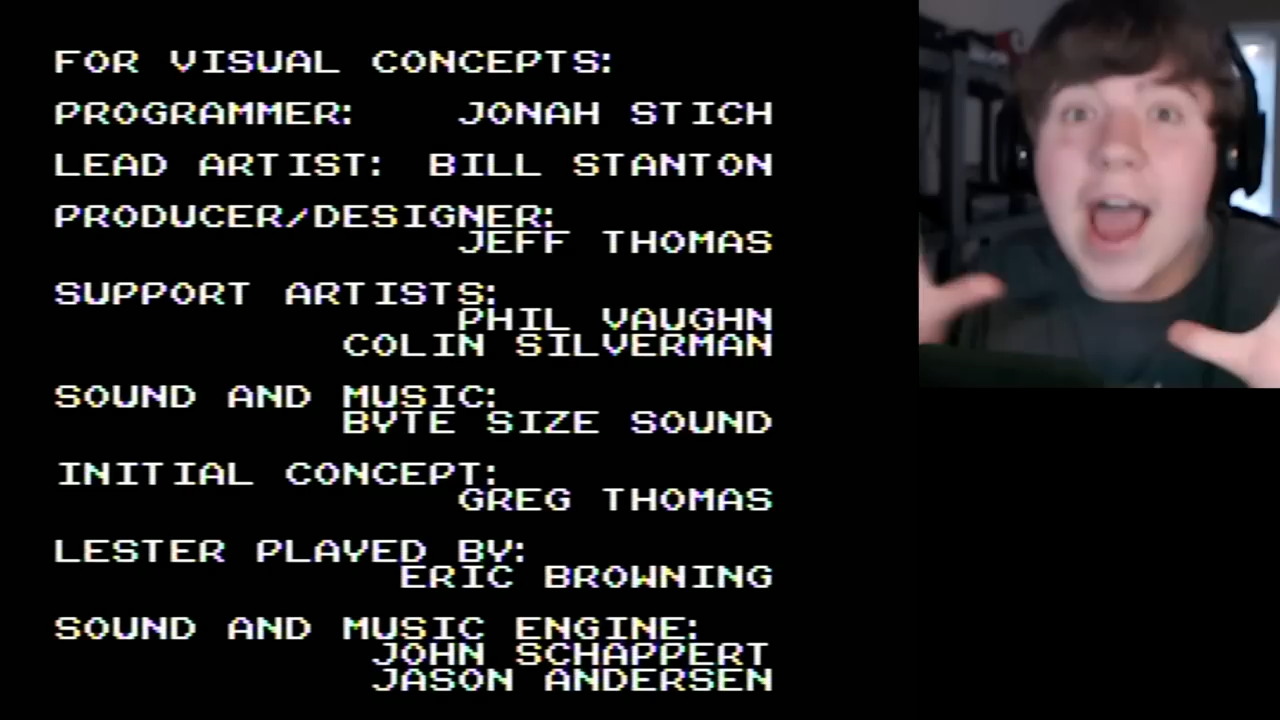 FOR VISUAL CONCEPTS:
PROGRAMMER: JONAH STICH
LEAD ARTIST: BILL STANTON
PRODUCER/DESIGNER:
JEFF THOMAS
SUPPORT ARTISTS:
PHIL VAUGHN
COLIN SILVERMAN
SOUND AND MUSIC:
BYTE SIZE SOUND
INITIAL CONCEPT:
GREG THOMAS
LESTER PLAYED BY:
ERIC BROWNING
SOUND AND MUSIC ENGINE:
JOHN SCHAPPERT
JASON ANDERSEN